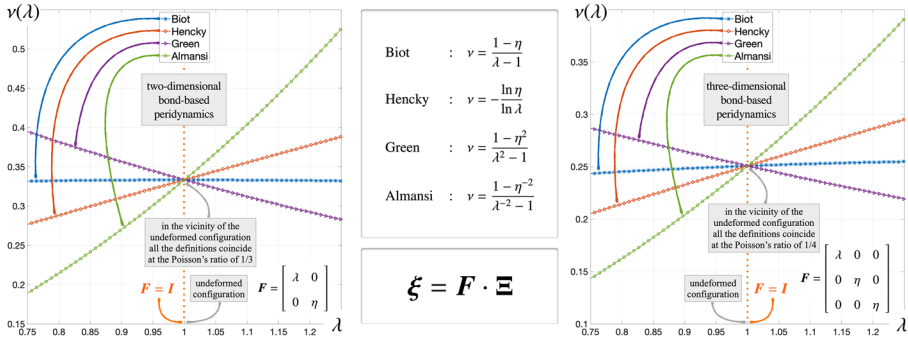 ν(λ)
Biot
Hencky
Green
Almansi
two-dimensional
bond-based
peridynamics
in the vicinity of the
undeformed configuration
all the definitions coincide
at the Poisson's ratio of 1/3
F = I
undeformed
configuration
F = [ λ 0
0 η ]
0.5
0.45
0.4
0.35
0.3
0.25
0.2
0.15
0.75 0.8 0.85 0.9 0.95 1 1.05 1.1 1.15 1.2 λ
Biot : ν = (1 − η) / (λ − 1)
Hencky : ν = − ln η / ln λ
Green : ν = (1 − η²) / (λ² − 1)
Almansi : ν = (1 − η⁻²) / (λ⁻² − 1)
ξ = F · Ξ
ν(λ)
Biot
Hencky
Green
Almansi
three-dimensional
bond-based
peridynamics
in the vicinity of the
undeformed configuration
all the definitions coincide
at the Poisson's ratio of 1/4
undeformed
configuration
F = I
F = [ λ 0 0
0 η 0
0 0 η ]
0.35
0.3
0.25
0.2
0.15
0.1
0.75 0.8 0.85 0.9 0.95 1 1.05 1.1 1.15 1.2 λ